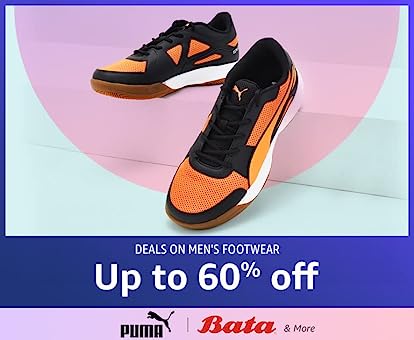 DEALS ON MEN'S FOOTWEAR
Up to 60% off
PUMA | Bata & More